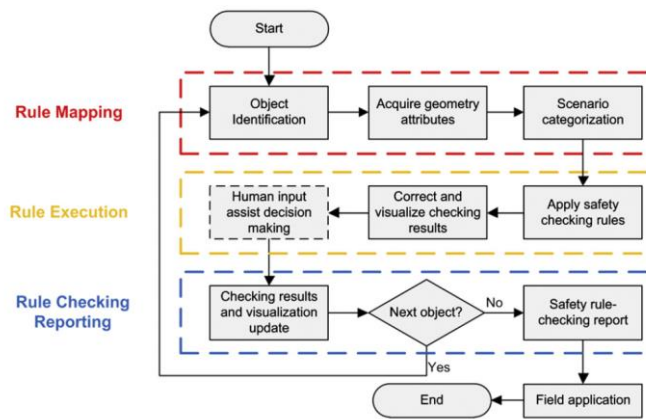 Start
Rule Mapping
Object
Identification
Acquire geometry
attributes
Scenario
categorization
Rule Execution
Human input
assist decision
making
Correct and
visualize checking
results
Apply safety
checking rules
Rule Checking
Reporting
Checking results
and visualization
update
Next object?
No
Safety rule-
checking report
Yes
End
Field application